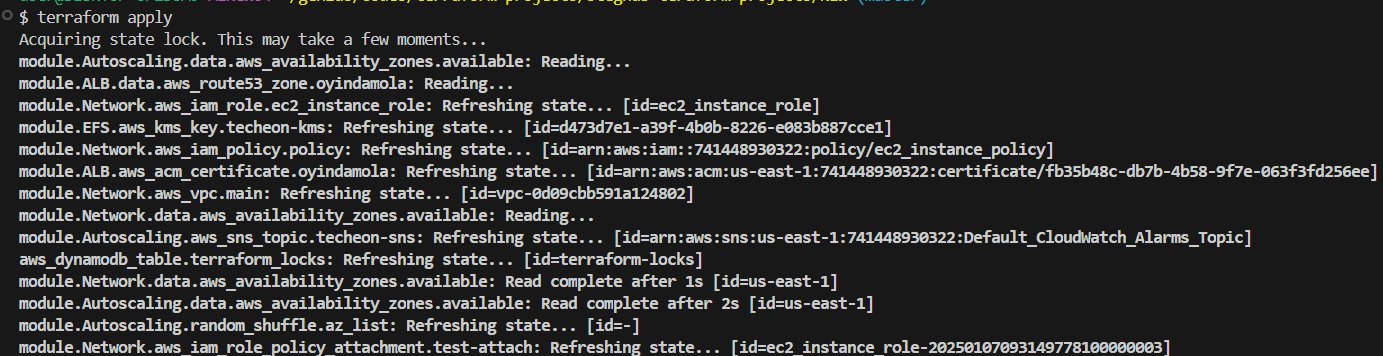 $ terraform apply
Acquiring state lock. This may take a few moments...
module.Autoscaling.data.aws_availability_zones.available: Reading...
module.ALB.data.aws_route53_zone.oyindamola: Reading...
module.Network.aws_iam_role.ec2_instance_role: Refreshing state... [id=ec2_instance_role]
module.EFS.aws_kms_key.techeon-kms: Refreshing state... [id=d473d7e1-a39f-4b0b-8226-e083b887cce1]
module.Network.aws_iam_policy.policy: Refreshing state... [id=arn:aws:iam::741448930322:policy/ec2_instance_policy]
module.ALB.aws_acm_certificate.oyindamola: Refreshing state... [id=arn:aws:acm:us-east-1:741448930322:certificate/fb35b48c-db7b-4b58-9f7e-063f3fd256ee]
module.Network.aws_vpc.main: Refreshing state... [id=vpc-0d09cbb591a124802]
module.Network.data.aws_availability_zones.available: Reading...
module.Autoscaling.aws_sns_topic.techeon-sns: Refreshing state... [id=arn:aws:sns:us-east-1:741448930322:Default_CloudWatch_Alarms_Topic]
aws_dynamodb_table.terraform_locks: Refreshing state... [id=terraform-locks]
module.Network.data.aws_availability_zones.available: Read complete after 1s [id=us-east-1]
module.Autoscaling.data.aws_availability_zones.available: Read complete after 2s [id=us-east-1]
module.Autoscaling.random_shuffle.az_list: Refreshing state... [id=-]
module.Network.aws_iam_role_policy_attachment.test-attach: Refreshing state... [id=ec2_instance_role-20250107093149778100000003]